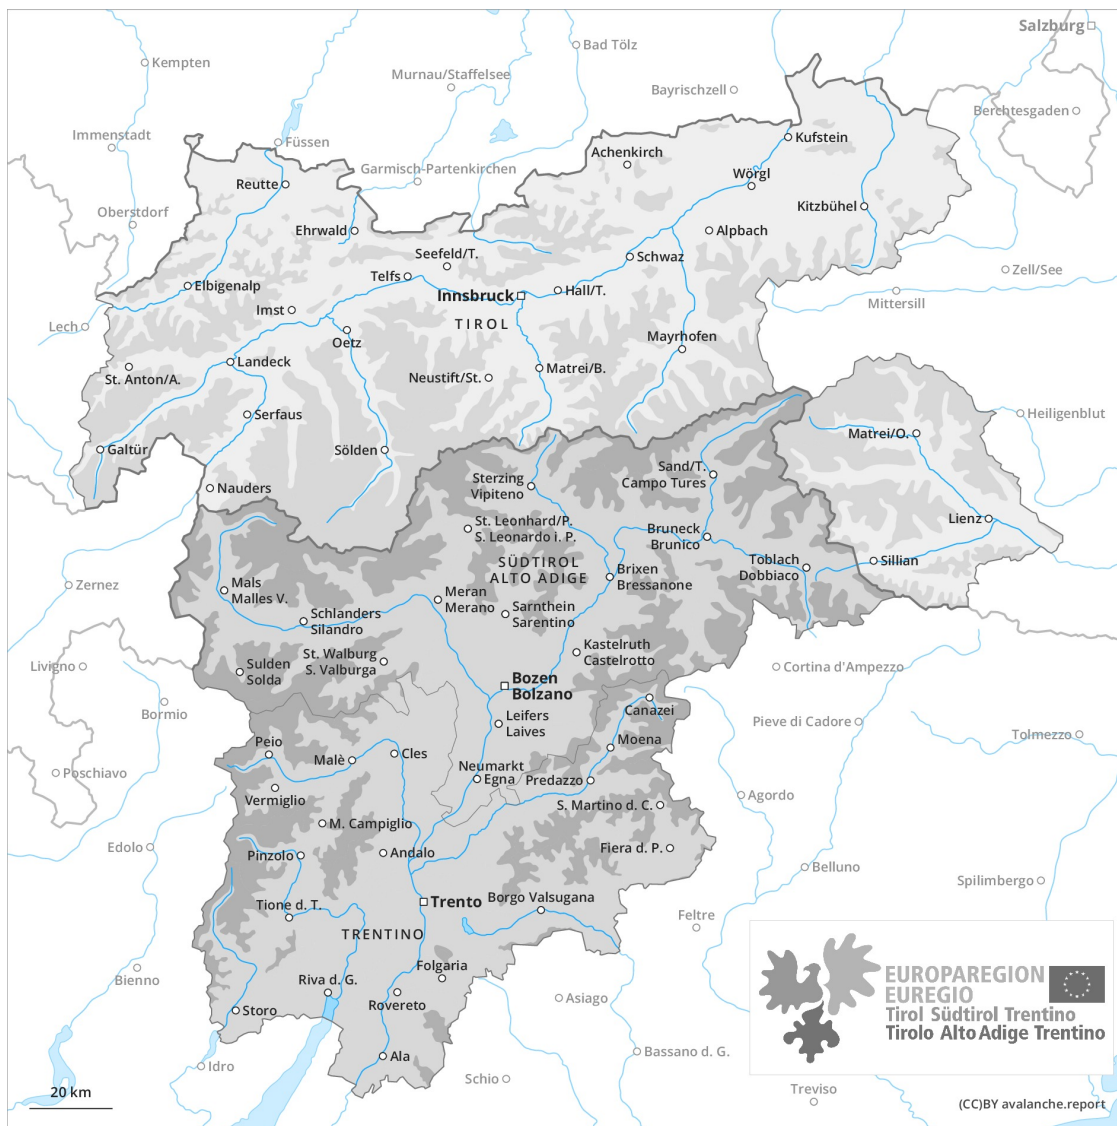 Salzburg
Bad Tölz
Kempten
Murnau/Staffelsee
Bayrischzell
Berchtesgaden
Immenstadt
Füssen
Kufstein
Achenkirch
Garmisch-Partenkirchen
Wörgl
Reutte
Oberstdorf
Kitzbühel
Ehrwald
Alpbach
Seefeld/T.
Schwaz
Zell/See
Telfs
Elbigenalp
Innsbruck
Hall/T.
Mittersill
Imst
TIROL
Lech
Oetz
Mayrhofen
Landeck
Matrei/B.
St. Anton/A.
Neustift/St.
Serfaus
Heiligenblut
Matrei/O.
Galtür
Sölden
Sand/T.
Campo Tures
Sterzing
Vipiteno
Nauders
Lienz
St. Leonhard/P.
S. Leonardo i. P.
Bruneck
Brunico
SÜDTIROL
ALTO ADIGE
Toblach
Dobbiaco
Sillian
Brixen
Bressanone
Zernez
Mals
Malles V.
Meran
Merano
Schlanders
Silandro
Sarnthein
Sarentino
Kastelruth
Castelrotto
St. Walburg
S. Valburga
Livigno
Sulden
Solda
Cortina d'Ampezzo
Bozen
Bolzano
Bormio
Canazei
Leifers
Laives
Pieve di Cadore
Tolmezzo
Peio
Moena
Malè
Cles
Neumarkt
Egna
Poschiavo
Predazzo
Vermiglio
Agordo
S. Martino d. C.
M. Campiglio
Edolo
Pinzolo
Andalo
Fiera d. P.
Belluno
Spilimbergo
Borgo Valsugana
Trento
Tione d. T.
Feltre
TRENTINO
Folgaria
Bienno
Riva d. G.
Rovereto
Asiago
Storo
Ala
Bassano d. G.
Idro
Schio
Treviso
EUROPAREGION
EUREGIO
Tirol Südtirol Trentino
Tirolo Alto Adige Trentino
20 km
(CC)BY avalanche.report